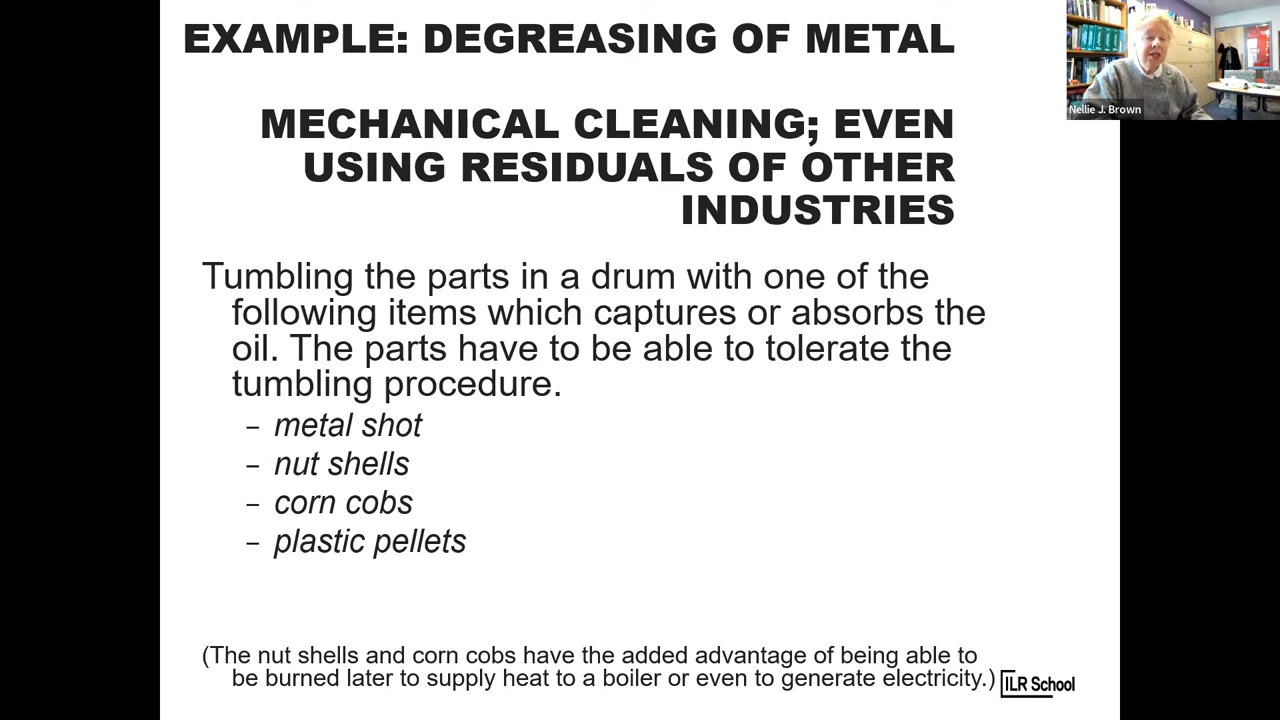 EXAMPLE: DEGREASING OF METAL
MECHANICAL CLEANING; EVEN
USING RESIDUALS OF OTHER
INDUSTRIES
Nellie J. Brown
Tumbling the parts in a drum with one of the
following items which captures or absorbs the
oil. The parts have to be able to tolerate the
tumbling procedure.
– metal shot
– nut shells
– corn cobs
– plastic pellets
(The nut shells and corn cobs have the added advantage of being able to
be burned later to supply heat to a boiler or even to generate electricity.)
ILR School